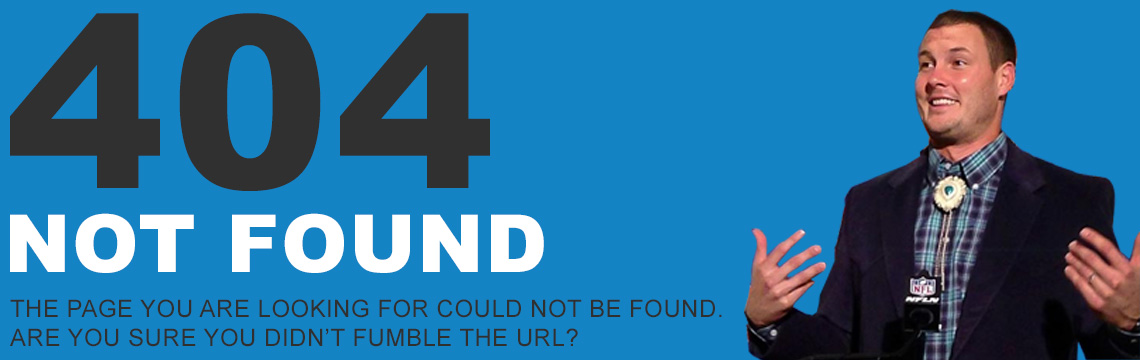 404
NOT FOUND
THE PAGE YOU ARE LOOKING FOR COULD NOT BE FOUND.
ARE YOU SURE YOU DIDN’T FUMBLE THE URL?
NFL
NFLN